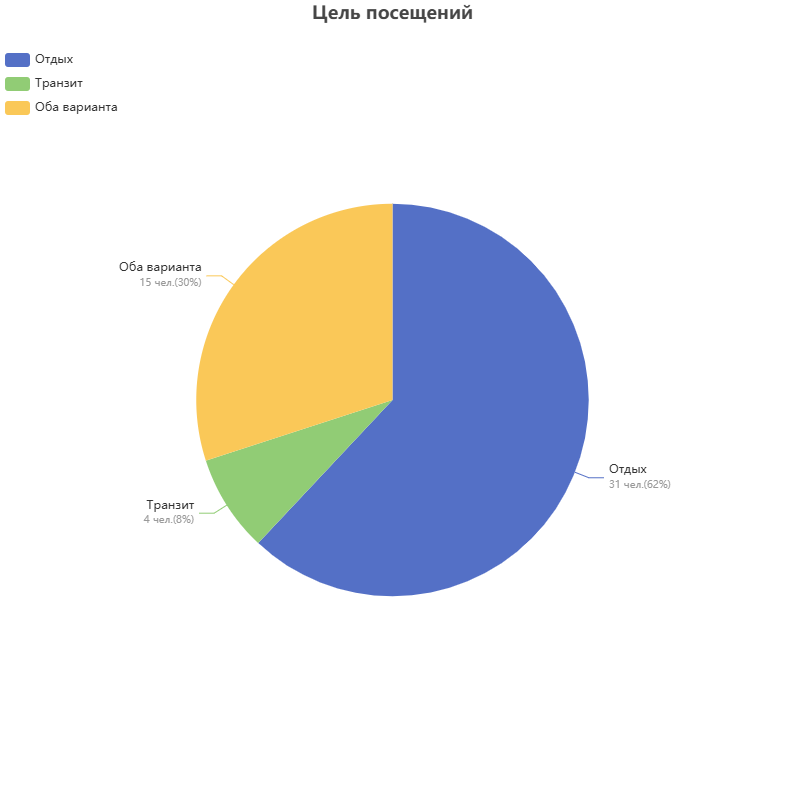 Цель посещений
Отдых
Транзит
Оба варианта
Оба варианта
15 чел.(30%)
Отдых
31 чел.(62%)
Транзит
4 чел.(8%)